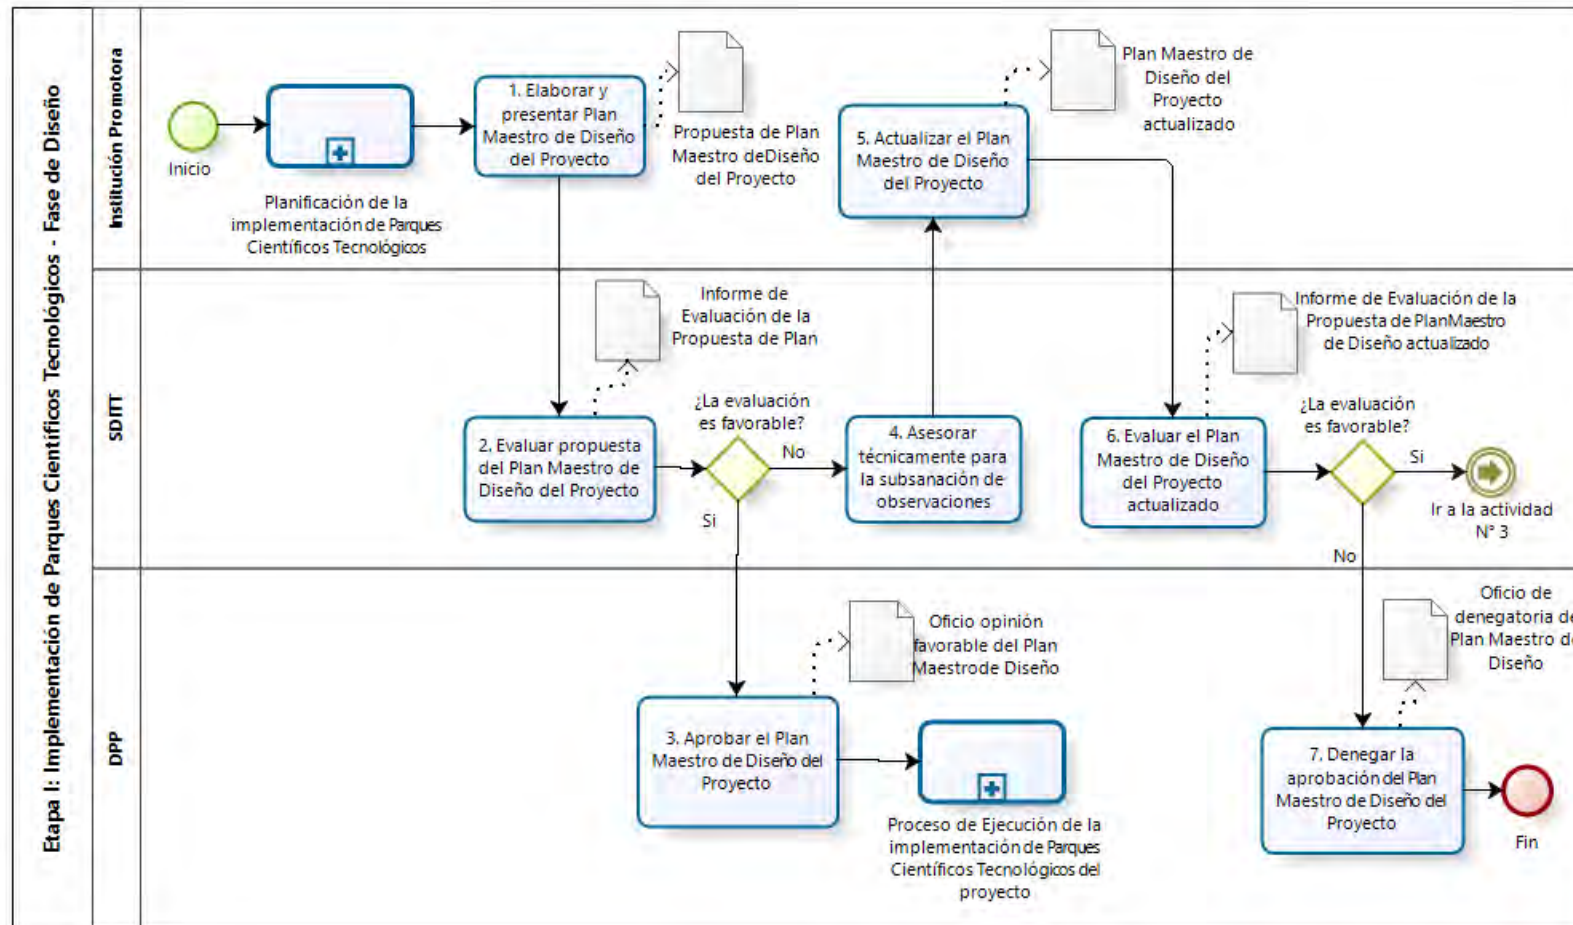 Etapa I: Implementación de Parques Científicos Tecnológicos - Fase de Diseño
Institución Promotora
Inicio
Planificación de la
implementación de Parques
Científicos Tecnológicos
1. Elaborar y
presentar Plan
Maestro de Diseño
del Proyecto
Propuesta de Plan
Maestro deDiseño
del Proyecto
5. Actualizar el Plan
Maestro de Diseño
del Proyecto
Plan Maestro de
Diseño del
Proyecto
actualizado
SDITT
Informe de
Evaluación de la
Propuesta de Plan
2. Evaluar propuesta
del Plan Maestro de
Diseño del Proyecto
¿La evaluación
es favorable?
No
Si
4. Asesorar
técnicamente para
la subsanación de
observaciones
6. Evaluar el Plan
Maestro de Diseño
del Proyecto
actualizado
Informe de Evaluación de la
Propuesta de PlanMaestro
de Diseño actualizado
¿La evaluación
es favorable?
Si
Ir a la actividad
N° 3
No
DPP
Oficio opinión
favorable del Plan
Maestrode Diseño
3. Aprobar el Plan
Maestro de Diseño del
Proyecto
Proceso de Ejecución de la
implementación de Parques
Científicos Tecnológicos del
proyecto
Oficio de
denegatoria de
Plan Maestro de
Diseño
7. Denegar la
aprobación del Plan
Maestro de Diseño del
Proyecto
Fin